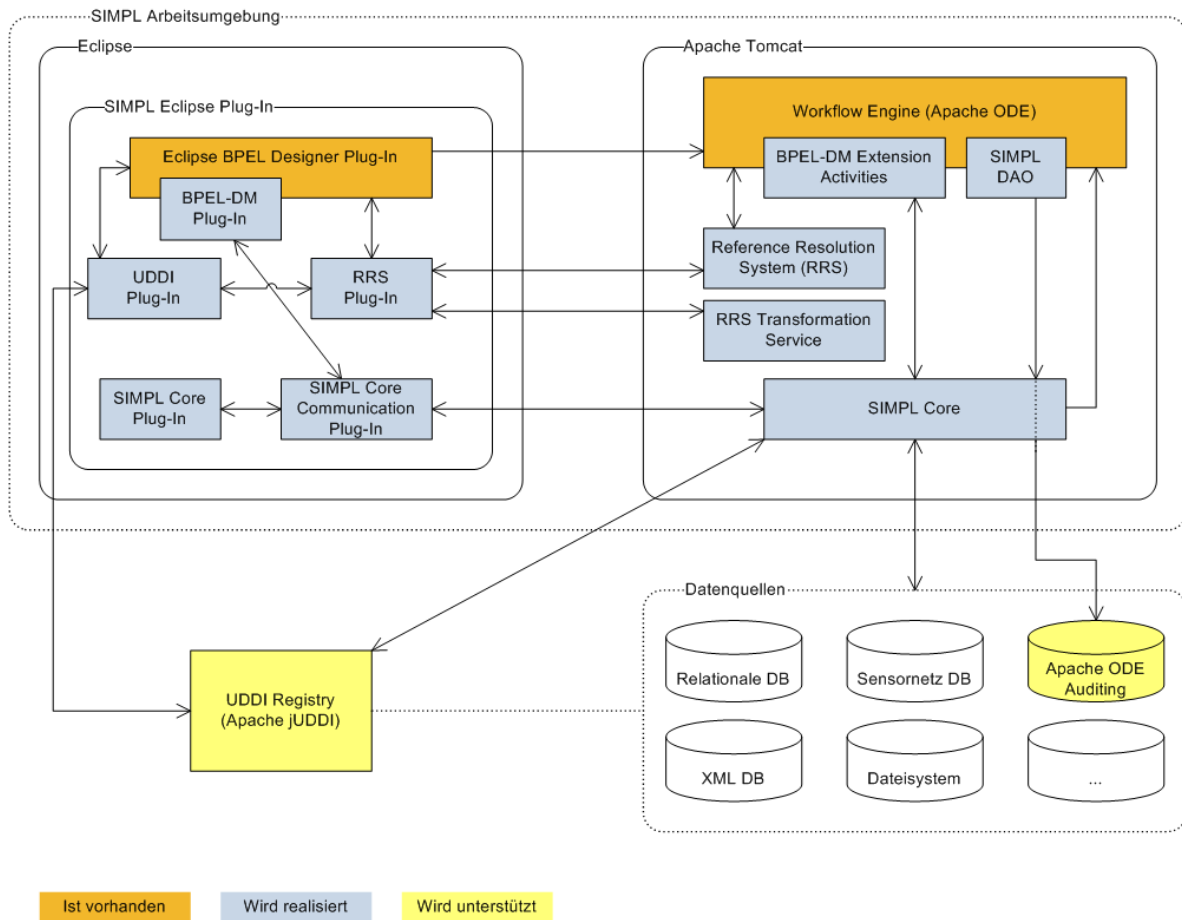 SIMPL Arbeitsumgebung
Eclipse
Apache Tomcat
SIMPL Eclipse Plug-In
Eclipse BPEL Designer Plug-In
BPEL-DM
Plug-In
UDDI
Plug-In
RRS
Plug-In
SIMPL Core
Plug-In
SIMPL Core
Communication
Plug-In
Workflow Engine (Apache ODE)
BPEL-DM Extension
Activities
SIMPL
DAO
Reference Resolution
System (RRS)
RRS Transformation
Service
SIMPL Core
UDDI Registry
(Apache jUDDI)
Datenquellen
Relationale DB
Sensornetz DB
Apache ODE
Auditing
XML DB
Dateisystem
...
Ist vorhanden
Wird realisiert
Wird unterstützt